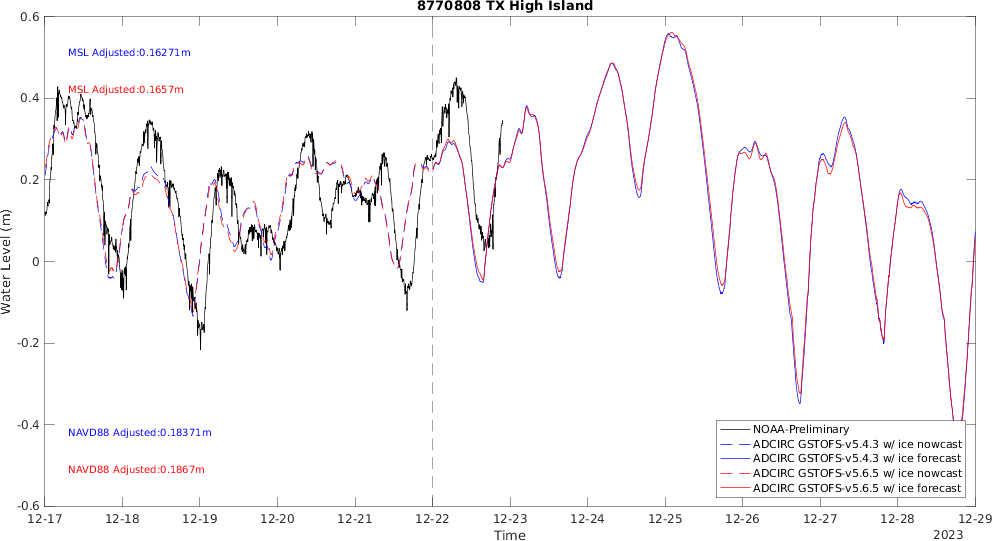 8770808 TX High Island
0.6
0.4
0.2
0
-0.2
-0.4
-0.6
Water Level (m)
MSL Adjusted:0.16271m
MSL Adjusted:0.1657m
NAVD88 Adjusted:0.18371m
NAVD88 Adjusted:0.1867m
NOAA-Preliminary
ADCIRC GSTOFS-v5.4.3 w/ ice nowcast
ADCIRC GSTOFS-v5.4.3 w/ ice forecast
ADCIRC GSTOFS-v5.6.5 w/ ice nowcast
ADCIRC GSTOFS-v5.6.5 w/ ice forecast
12-17 12-18 12-19 12-20 12-21 12-22 12-23 12-24 12-25 12-26 12-27 12-28 12-29
Time
2023